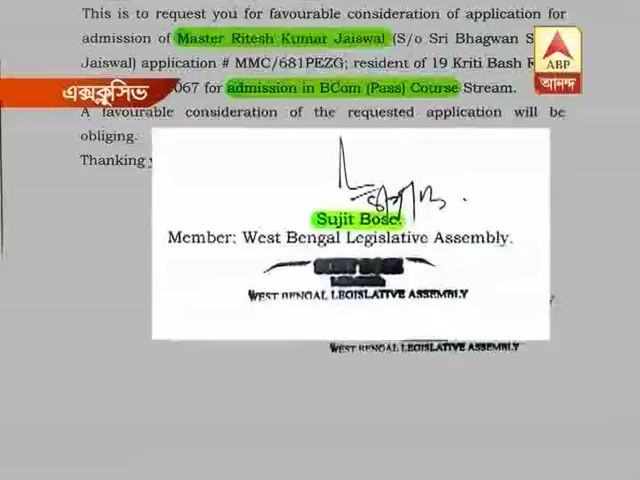 This is to request you for favourable consideration of application for
admission of Master Ritesh Kumar Jaiswal (S/o Sri Bhagwan
Jaiswal) application # MMC/681PEZG; resident of 19 Kriti Bash
ABP
আনন্দ
এক্সক্লুসিভ
067 for admission in BCom (Pass) Course Stream.
A favourable consideration of the requested application will be
obliging.
Thanking
Sujit Bose.
Member: West Bengal Legislative Assembly.
WEST BENGAL LEGISLATIVE ASSEMBLY
WEST BENGAL LEGISLATIVE ASSEMBLY